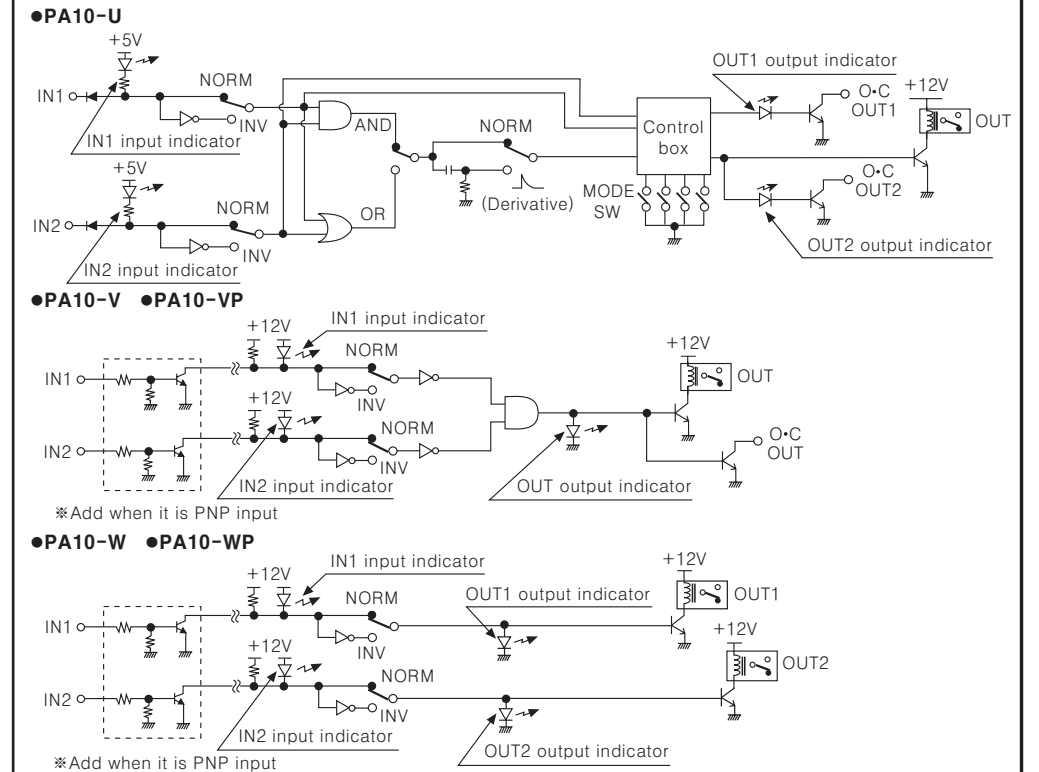 ●PA10-U
+5V
IN1
NORM
INV
IN1 input indicator
+5V
IN2
NORM
INV
IN2 input indicator
AND
OR
NORM
(Derivative)
Control
box
MODE
SW
OUT1 output indicator
O•C
OUT1
+12V
OUT
O•C
OUT2
OUT2 output indicator
●PA10-V ●PA10-VP
+12V
IN1 input indicator
NORM
IN1
INV
+12V
NORM
IN2
INV
IN2 input indicator
+12V
OUT
O•C
OUT
OUT output indicator
※Add when it is PNP input
●PA10-W ●PA10-WP
+12V
IN1 input indicator
NORM
IN1
INV
+12V
NORM
IN2
INV
IN2 input indicator
OUT1 output indicator
+12V
OUT1
+12V
OUT2
OUT2 output indicator
※Add when it is PNP input